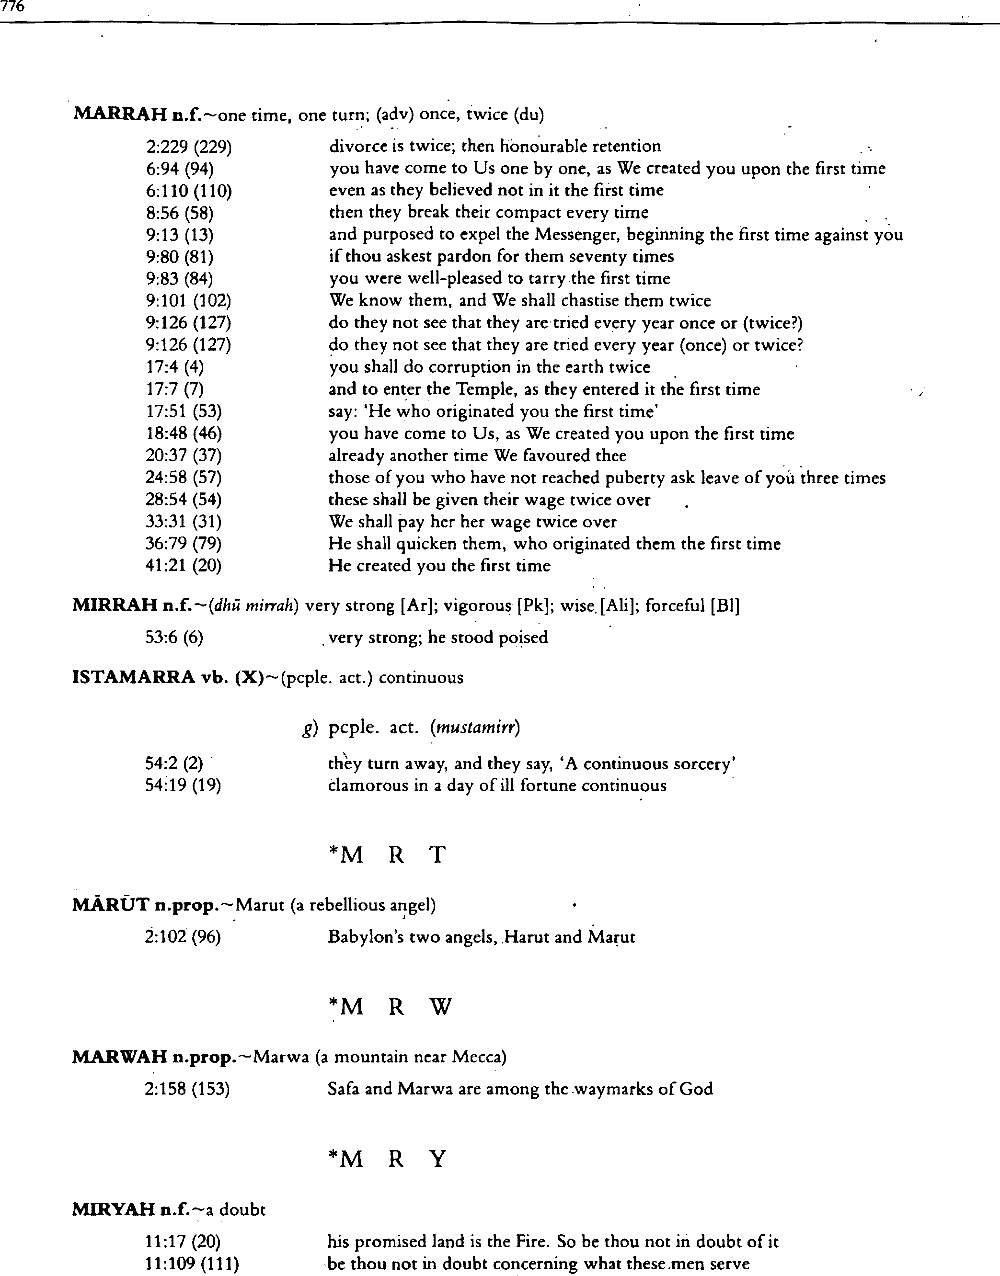 776
MARRAH n.f.~one time, one turn; (adv) once, twice (du)
2:229 (229) divorce is twice; then honourable retention
6:94 (94) you have come to Us one by one, as We created you upon the first time
6:110 (110) even as they believed not in it the first time
8:56 (58) then they break their compact every time
9:13 (13) and purposed to expel the Messenger, beginning the first time against you
9:80 (81) if thou askest pardon for them seventy times
9:83 (84) you were well-pleased to tarry the first time
9:101 (102) We know them, and We shall chastise them twice
9:126 (127) do they not see that they are tried every year once or (twice?)
9:126 (127) do they not see that they are tried every year (once) or twice?
17:4 (4) you shall do corruption in the earth twice
17:7 (7) and to enter the Temple, as they entered it the first time
17:51 (53) say: 'He who originated you the first time'
18:48 (46) you have come to Us, as We created you upon the first time
20:37 (37) already another time We favoured thee
24:58 (57) those of you who have not reached puberty ask leave of you three times
28:54 (54) these shall be given their wage twice over
33:31 (31) We shall pay her her wage twice over
36:79 (79) He shall quicken them, who originated them the first time
41:21 (20) He created you the first time
MIRRAH n.f.~(dhū mirrah) very strong [Ar]; vigorous [Pk]; wise [Ali]; forceful [Bl]
53:6 (6) very strong; he stood poised
ISTAMARRA vb. (X)~(pcple. act.) continuous
g) pcple. act. (mustamirr)
54:2 (2) they turn away, and they say, 'A continuous sorcery'
54:19 (19) clamorous in a day of ill fortune continuous
*M R T
MĀRŪT n.prop.~Marut (a rebellious angel)
2:102 (96) Babylon's two angels, Harut and Marut
*M R W
MARWAH n.prop.~Marwa (a mountain near Mecca)
2:158 (153) Safa and Marwa are among the waymarks of God
*M R Y
MIRYAH n.f.~a doubt
11:17 (20) his promised land is the Fire. So be thou not in doubt of it
11:109 (111) be thou not in doubt concerning what these men serve